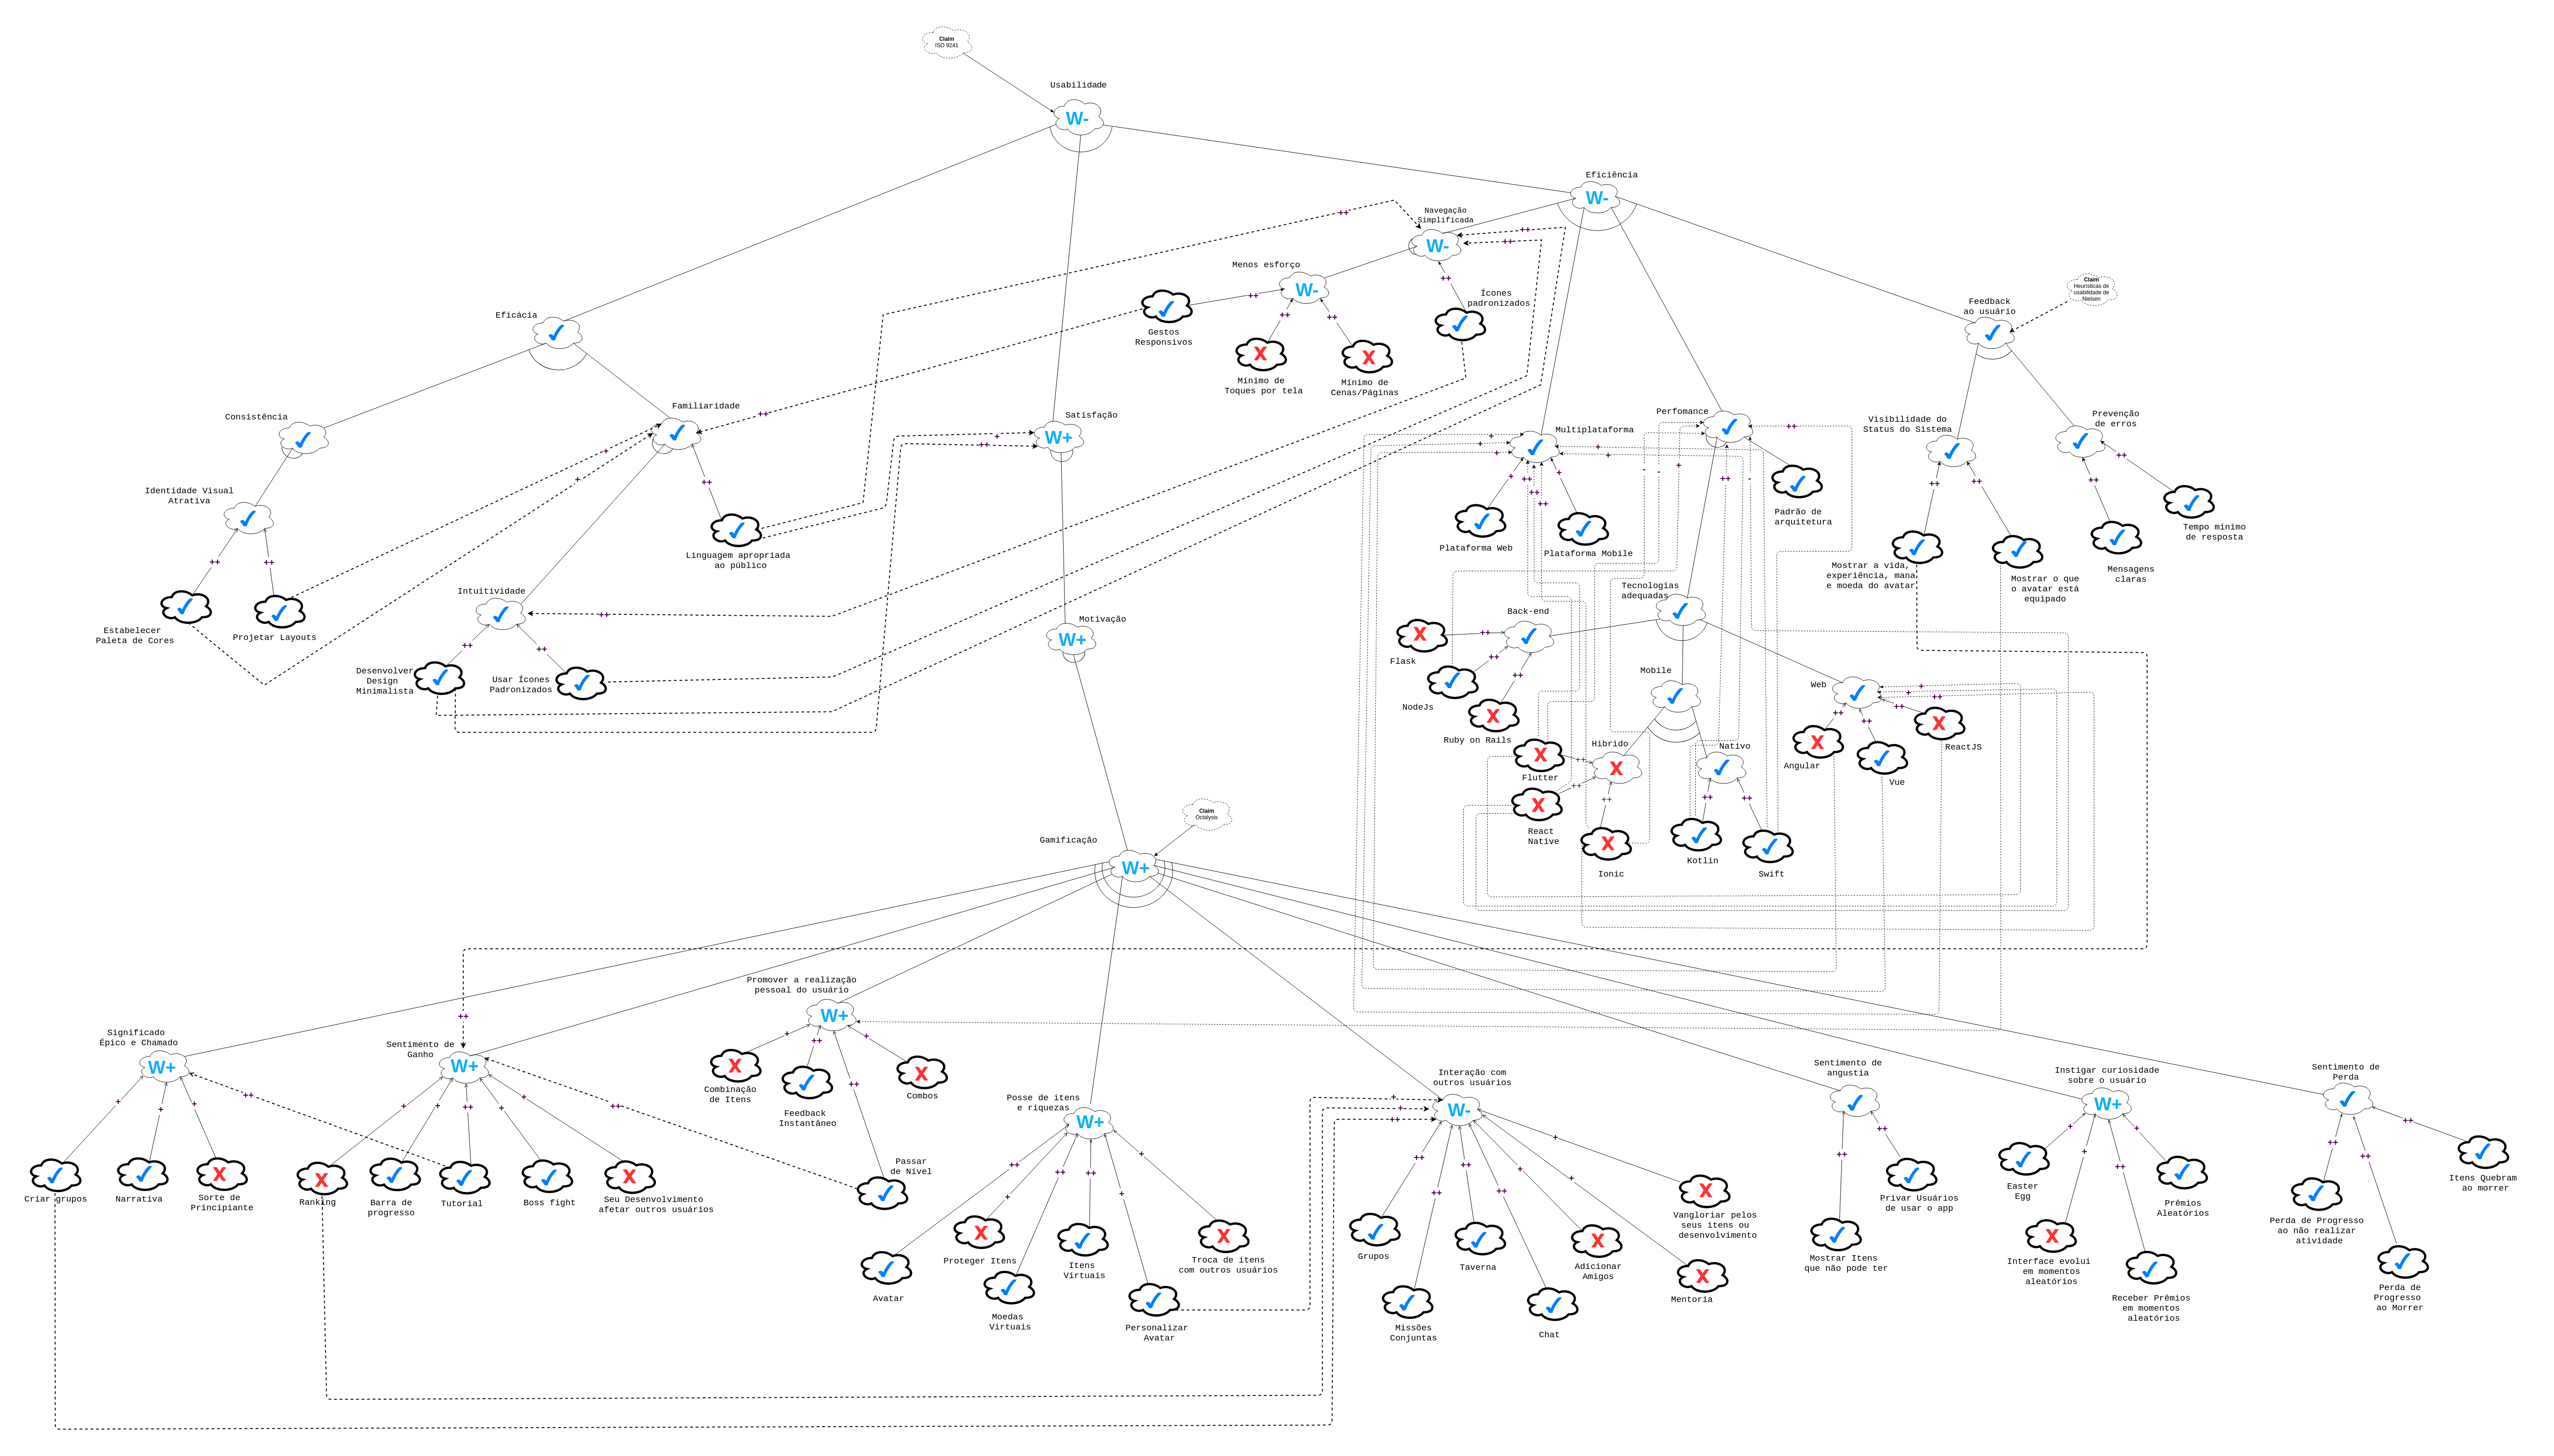 Claim
ISO 9241
Usabilidade
W-
Eficiência
W-
Navegação
Simplificada
W-
Menos esforço
W-
Gestos
Responsivos
Mínimo de
Toques por tela
X
Mínimo de
Cenas/Páginas
X
Ícones
padronizados
Claim
Heurísticas de
usabilidade de
Nielsen
Feedback
ao usuário
Eficácia
Consistência
Familiaridade
Satisfação
W+
Multiplataforma
Perfomance
Visibilidade do
Status do Sistema
Prevenção
de erros
Identidade Visual
Atrativa
Linguagem apropriada
ao público
Plataforma Web
Plataforma Mobile
Padrão de
arquitetura
Mostrar a vida,
experiência, mana
e moeda do avatar
Mostrar o que
o avatar está
equipado
Mensagens
claras
Tempo mínimo
de resposta
Estabelecer
Paleta de Cores
Projetar Layouts
Intuitividade
Desenvolver
Design
Minimalista
Usar Ícones
Padronizados
Motivação
W+
Tecnologias
adequadas
Back-end
Flask
X
NodeJs
Ruby on Rails
X
Mobile
Web
Angular
X
Vue
ReactJS
X
Hibrido
X
Nativo
Flutter
X
React
Native
X
Ionic
X
Kotlin
Swift
Claim
Octalysis
Gamificação
W+
Significado
Épico e Chamado
W+
Sentimento de
Ganho
W+
Promover a realização
pessoal do usuário
W+
Posse de itens
e riquezas
W+
Interação com
outros usuários
W-
Sentimento de
angustia
Instigar curiosidade
sobre o usuário
W+
Sentimento de
Perda
Criar grupos
Narrativa
Sorte de
Principiante
X
Ranking
X
Barra de
progresso
Tutorial
Boss fight
Seu Desenvolvimento
afetar outros usuários
X
Combinação
de Itens
X
Feedback
Instantâneo
Combos
X
Passar
de Nível
Avatar
Proteger Itens
X
Moedas
Virtuais
Itens
Virtuais
Personalizar
Avatar
Troca de itens
com outros usuários
X
Grupos
Missões
Conjuntas
Taverna
Chat
Adicionar
Amigos
X
Mentoria
X
Vangloriar pelos
seus itens ou
desenvolvimento
X
Mostrar Itens
que não pode ter
Privar Usuários
de usar o app
Easter
Egg
Interface evolui
em momentos
aleatórios
X
Receber Prêmios
em momentos
aleatórios
Prêmios
Aleatórios
Perda de Progresso
ao não realizar
atividade
Perda de
Progresso
ao Morrer
Itens Quebram
ao morrer